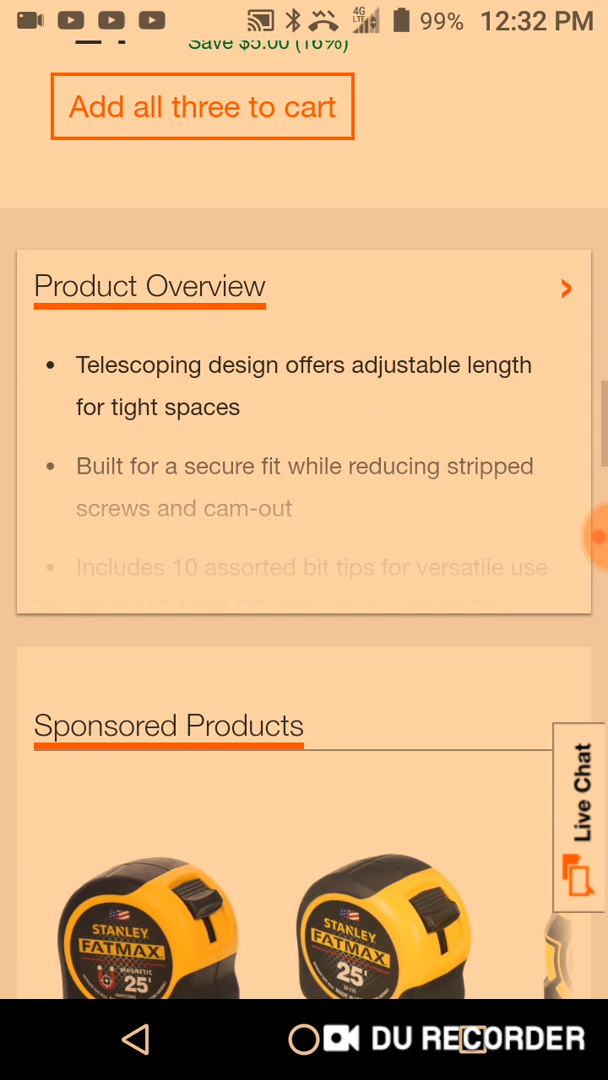 4G
LTE
99% 12:32 PM
Save $5.00 (16%)
Add all three to cart
Product Overview
• Telescoping design offers adjustable length
for tight spaces
• Built for a secure fit while reducing stripped
screws and cam-out
• Includes 10 assorted bit tips for versatile use
Sponsored Products
Live Chat
STANLEY
FATMAX
MAGNETIC
25'
STANLEY
FATMAX
25'
DU RECORDER